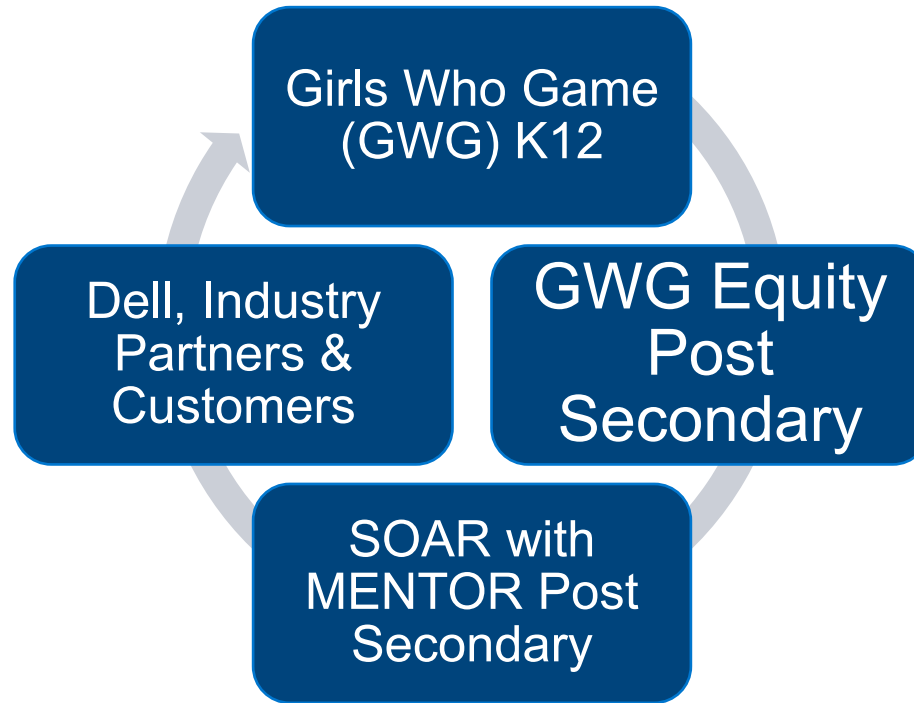 Girls Who Game
(GWG) K12
GWG Equity
Post
Secondary
SOAR with
MENTOR Post
Secondary
Dell, Industry
Partners &
Customers